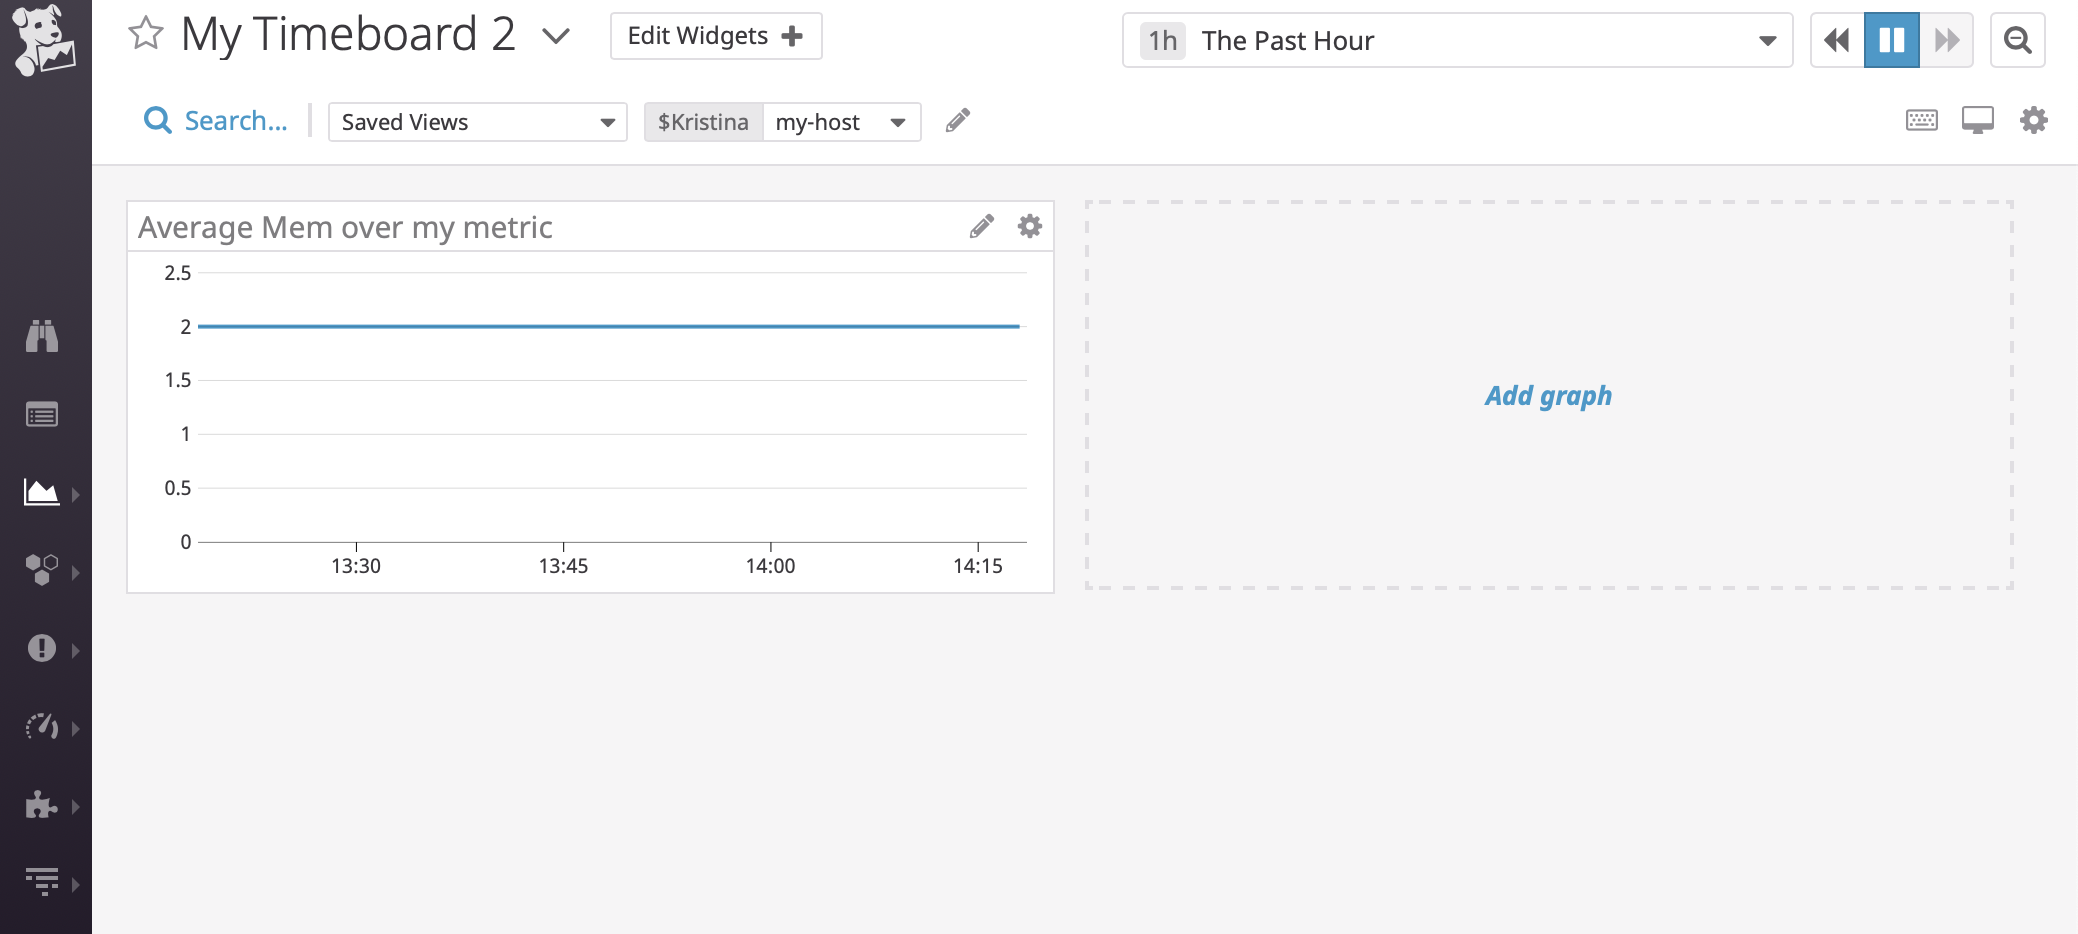 My Timeboard 2
Edit Widgets +
1h The Past Hour
Search...
Saved Views
$Kristina my-host
Average Mem over my metric
2.5
2
1.5
1
0.5
0
13:30 13:45 14:00 14:15
Add graph